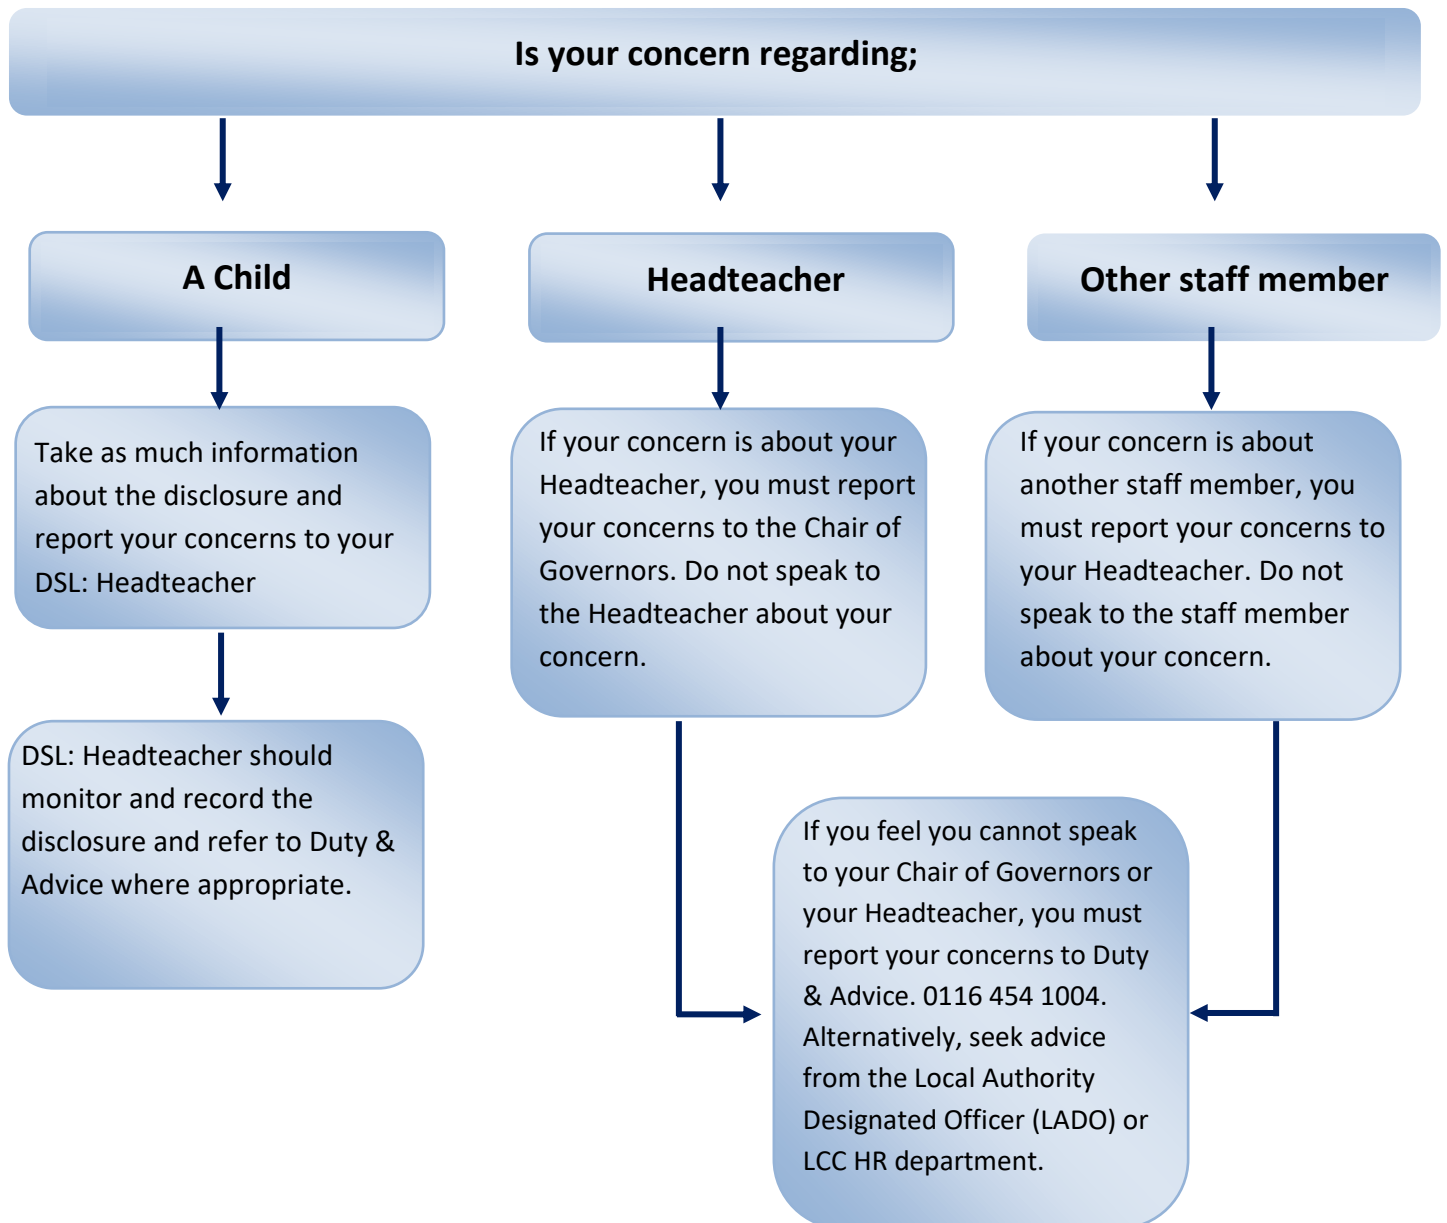 Is your concern regarding;
A Child
Take as much information
about the disclosure and
report your concerns to your
DSL: Headteacher
DSL: Headteacher should
monitor and record the
disclosure and refer to Duty &
Advice where appropriate.
Headteacher
If your concern is about your
Headteacher, you must report
your concerns to the Chair of
Governors. Do not speak to
the Headteacher about your
concern.
Other staff member
If your concern is about
another staff member, you
must report your concerns to
your Headteacher. Do not
speak to the staff member
about your concern.
If you feel you cannot speak
to your Chair of Governors or
your Headteacher, you must
report your concerns to Duty
& Advice. 0116 454 1004.
Alternatively, seek advice
from the Local Authority
Designated Officer (LADO) or
LCC HR department.